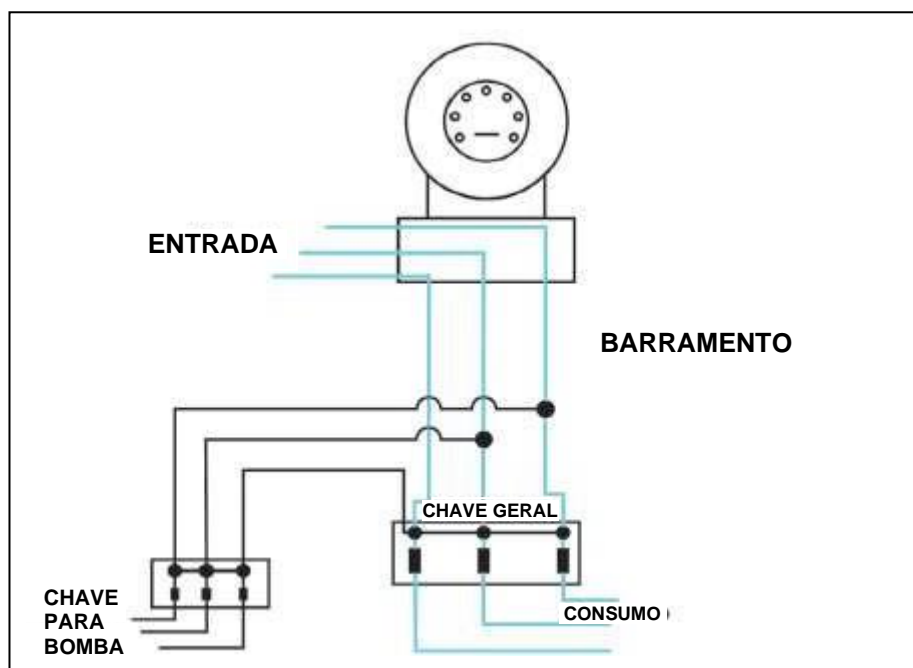 ENTRADA
BARRAMENTO
CHAVE GERAL
CONSUMO
CHAVE
PARA
BOMBA